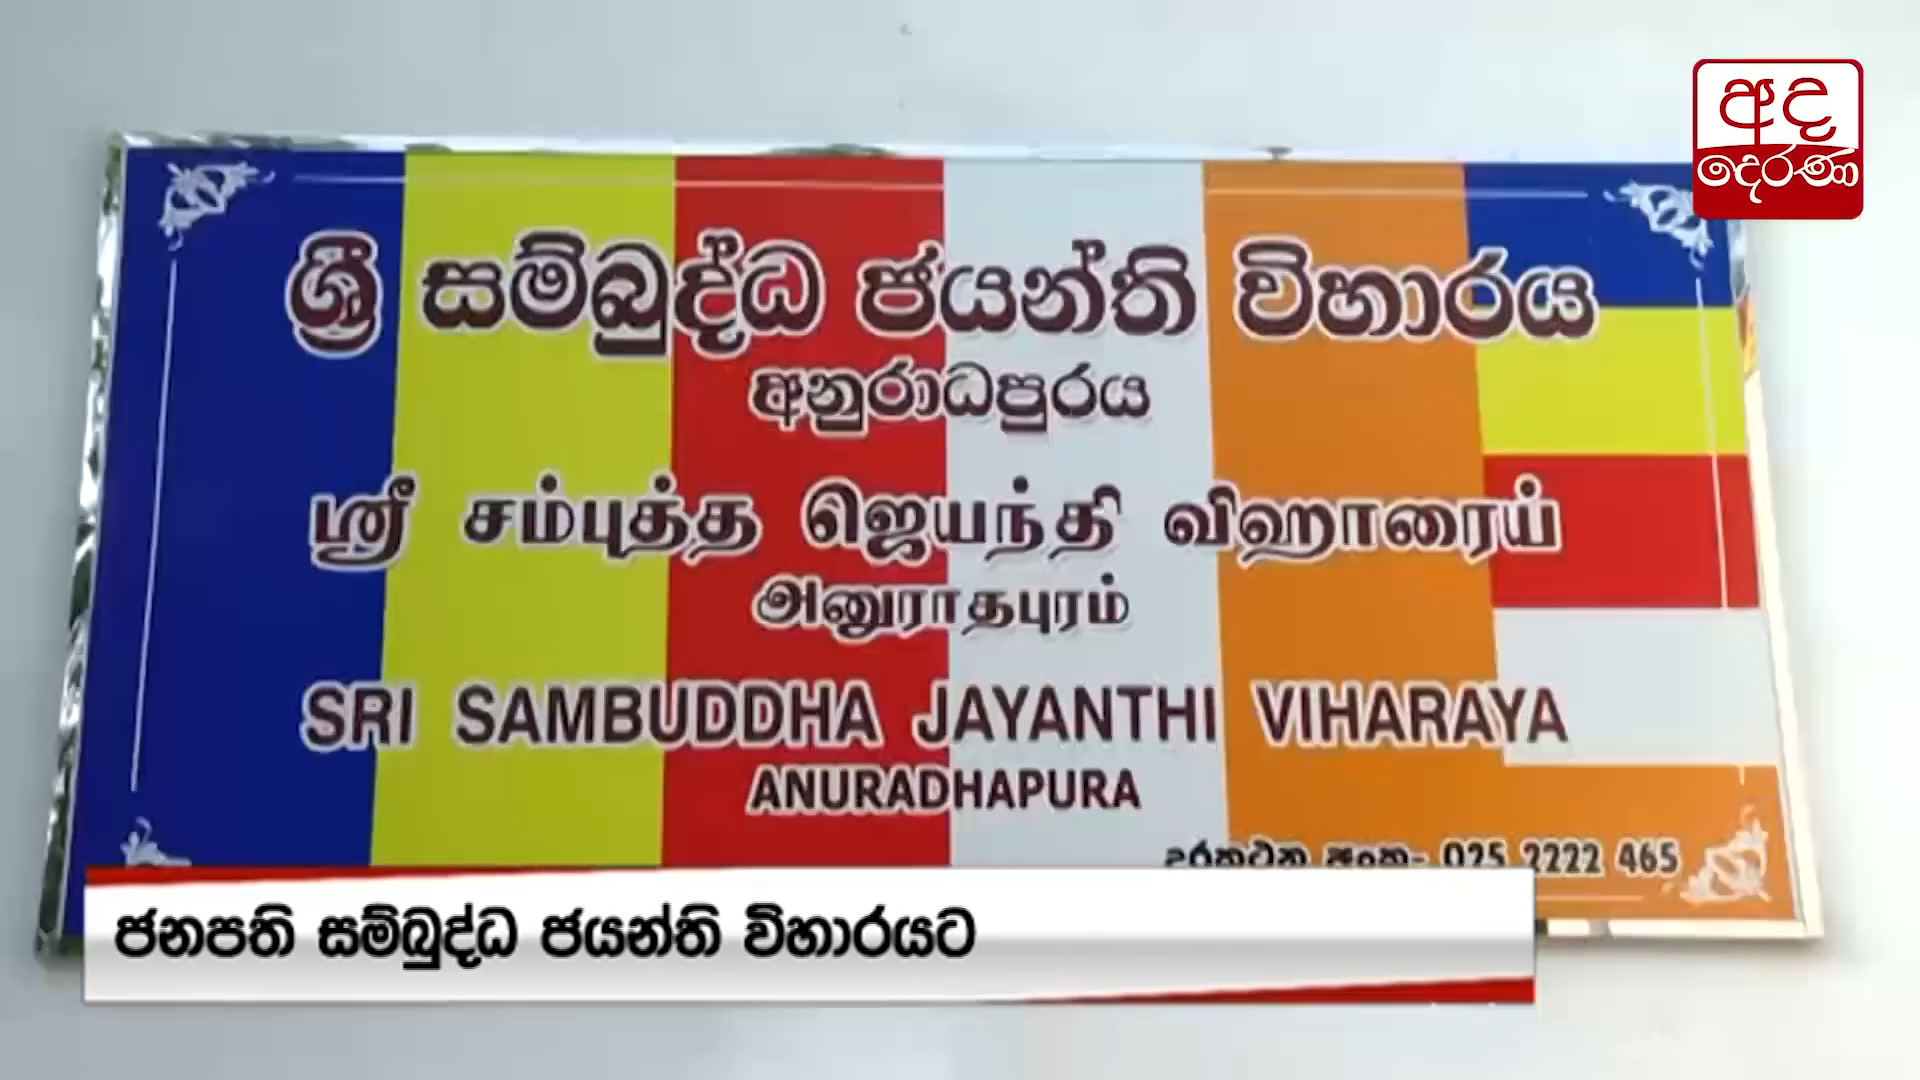 අද
දෙරණ
ශ්‍රී සම්බුද්ධ ජයන්ති විහාරය
අනුරාධපුරය
ஸ்ரீ சம்புத்த ஜெயந்தி விஹாரைய்
அனுராதபுரம்
SRI SAMBUDDHA JAYANTHI VIHARAYA
ANURADHAPURA
දුරකථන අංක- 025 2222 465
ජනපති සම්බුද්ධ ජයන්ති විහාරයට